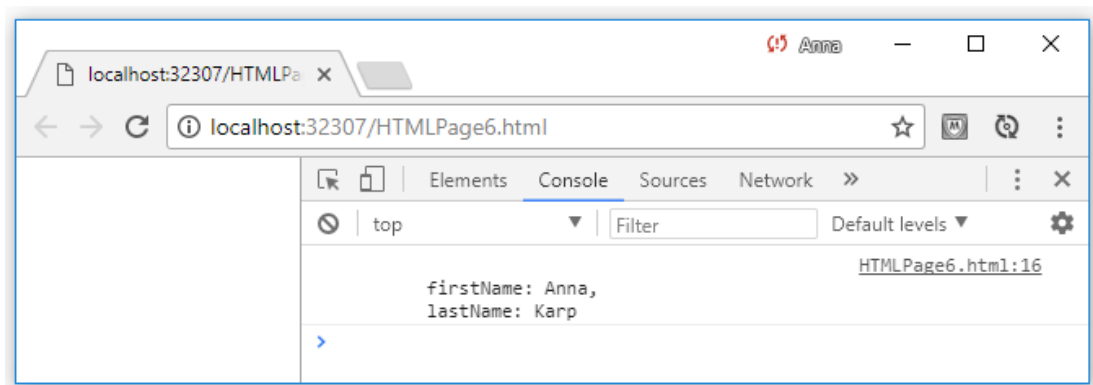 Anna
localhost:32307/HTMLPa
localhost:32307/HTMLPage6.html
Elements Console Sources Network »
top Filter Default levels
HTMLPage6.html:16
firstName: Anna,
lastName: Karp
>